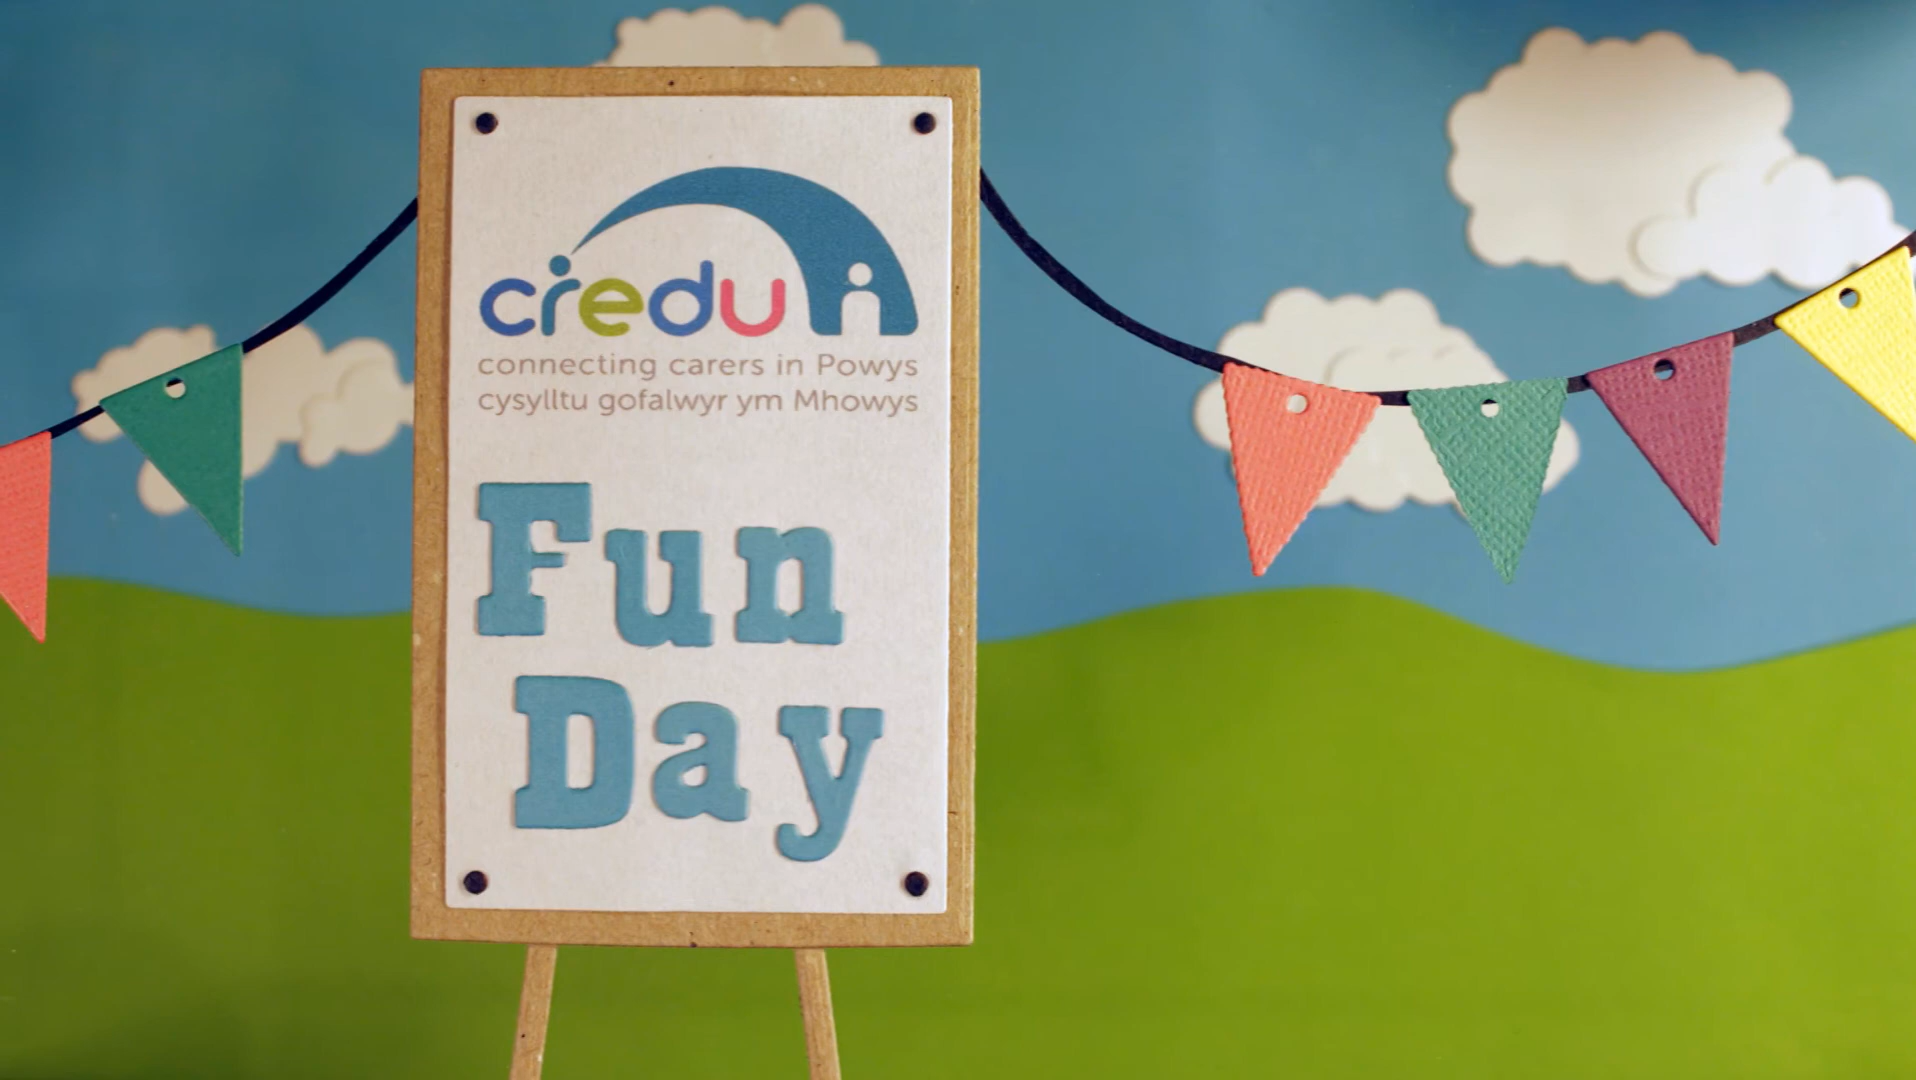 credu
connecting carers in Powys
cysylltu gofalwyr ym Mhowys
Fun
Day